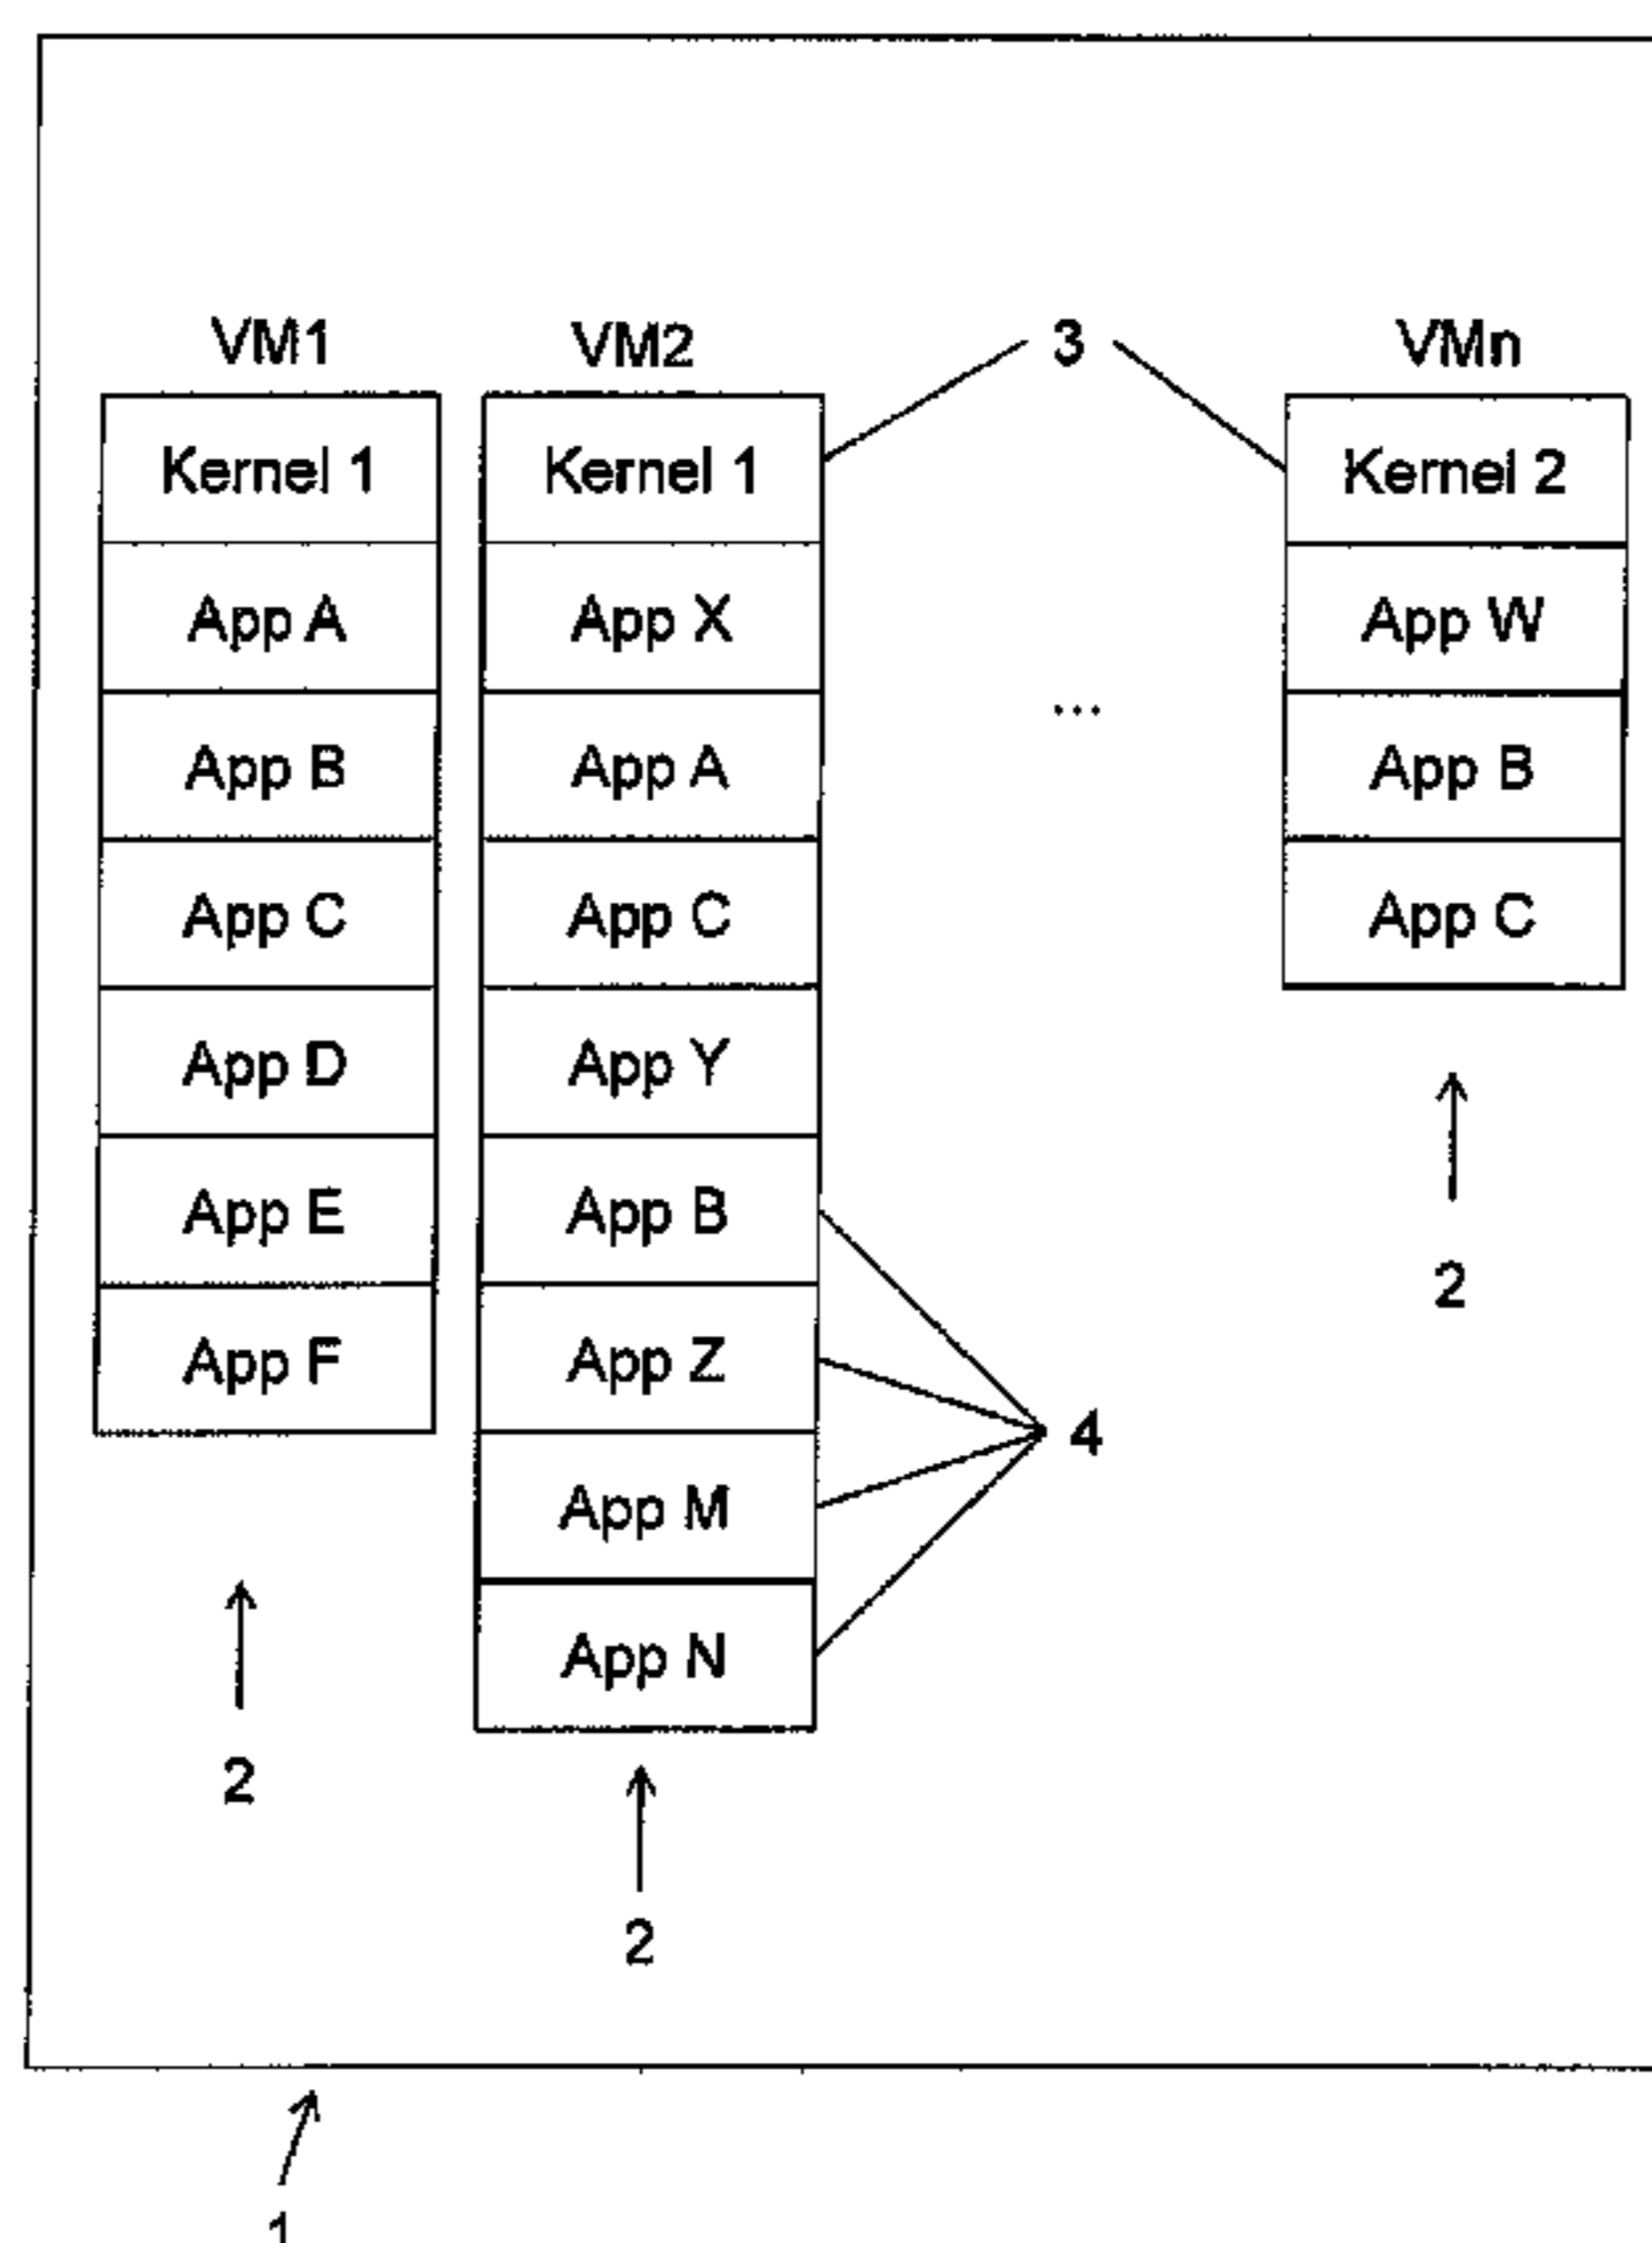 VM1
Kernel 1
App A
App B
App C
App D
App E
App F
2
VM2
Kernel 1
App X
App A
App C
App Y
App B
App Z
App M
App N
2
3
...
4
VMn
Kernel 2
App W
App B
App C
2
1